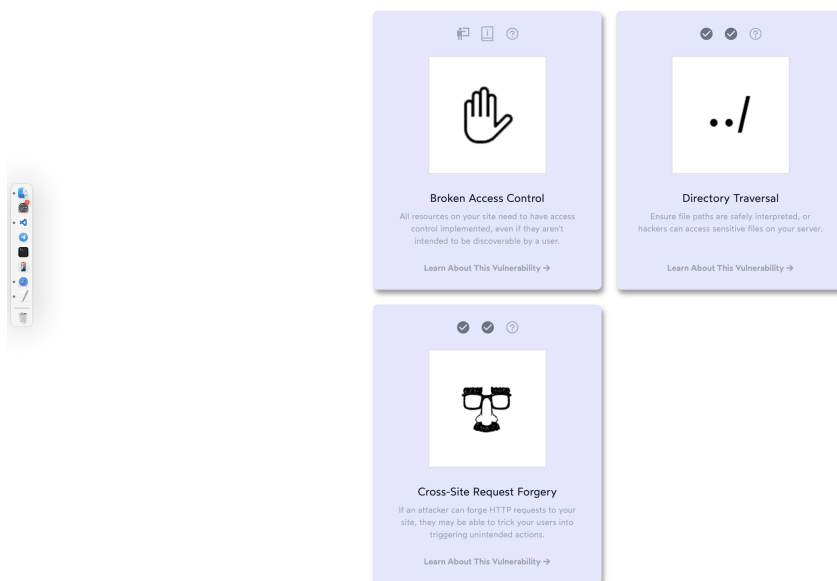 ../
Broken Access Control
All resources on your site need to have access
control implemented, even if they aren't
intended to be discoverable by a user.
Learn About This Vulnerability →
Directory Traversal
Ensure file paths are safely interpreted, or
hackers can access sensitive files on your server.
Learn About This Vulnerability →
Cross-Site Request Forgery
If an attacker can forge HTTP requests to your
site, they may be able to trick your users into
triggering unintended actions.
Learn About This Vulnerability →